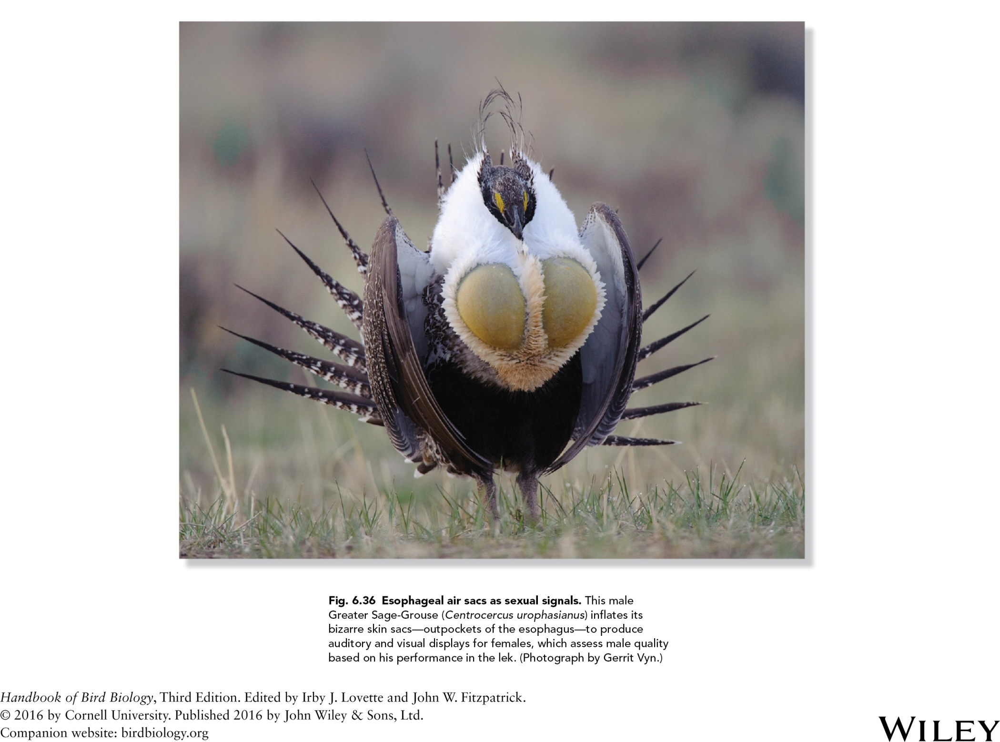 Fig. 6.36 Esophageal air sacs as sexual signals. This male
Greater Sage-Grouse (Centrocercus urophasianus) inflates its
bizarre skin sacs—outpockets of the esophagus—to produce
auditory and visual displays for females, which assess male quality
based on his performance in the lek. (Photograph by Gerrit Vyn.)
Handbook of Bird Biology, Third Edition. Edited by Irby J. Lovette and John W. Fitzpatrick.
© 2016 by Cornell University. Published 2016 by John Wiley & Sons, Ltd.
Companion website: birdbiology.org
WILEY